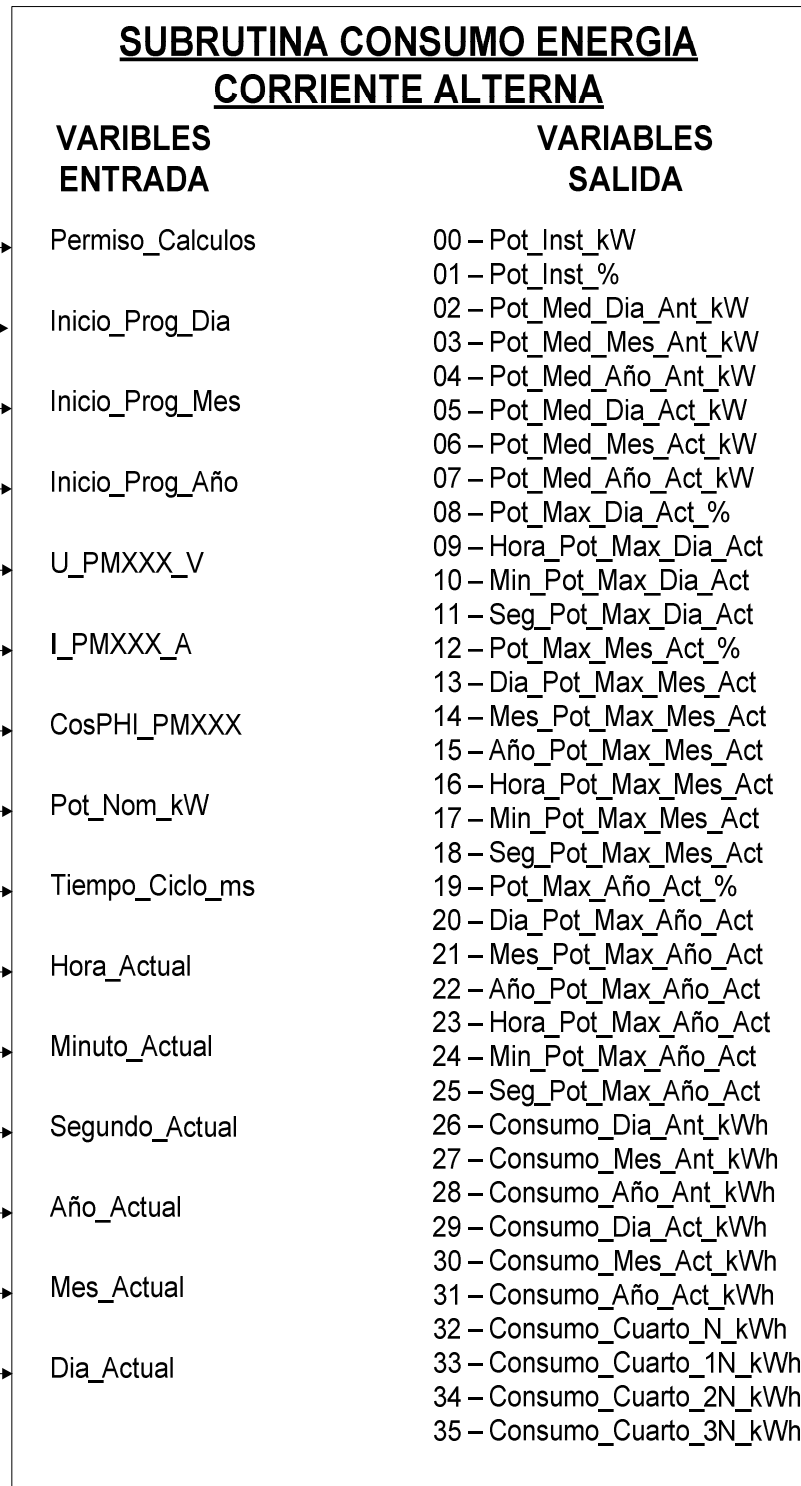 SUBRUTINA CONSUMO ENERGIA
CORRIENTE ALTERNA
VARIBLES
ENTRADA
Permiso_Calculos
Inicio_Prog_Dia
Inicio_Prog_Mes
Inicio_Prog_Año
U_PMXXX_V
I_PMXXX_A
CosPHI_PMXXX
Pot_Nom_kW
Tiempo_Ciclo_ms
Hora_Actual
Minuto_Actual
Segundo_Actual
Año_Actual
Mes_Actual
Dia_Actual
VARIABLES
SALIDA
00 – Pot_Inst_kW
01 – Pot_Inst_%
02 – Pot_Med_Dia_Ant_kW
03 – Pot_Med_Mes_Ant_kW
04 – Pot_Med_Año_Ant_kW
05 – Pot_Med_Dia_Act_kW
06 – Pot_Med_Mes_Act_kW
07 – Pot_Med_Año_Act_kW
08 – Pot_Max_Dia_Act_%
09 – Hora_Pot_Max_Dia_Act
10 – Min_Pot_Max_Dia_Act
11 – Seg_Pot_Max_Dia_Act
12 – Pot_Max_Mes_Act_%
13 – Dia_Pot_Max_Mes_Act
14 – Mes_Pot_Max_Mes_Act
15 – Año_Pot_Max_Mes_Act
16 – Hora_Pot_Max_Mes_Act
17 – Min_Pot_Max_Mes_Act
18 – Seg_Pot_Max_Mes_Act
19 – Pot_Max_Año_Act_%
20 – Dia_Pot_Max_Año_Act
21 – Mes_Pot_Max_Año_Act
22 – Año_Pot_Max_Año_Act
23 – Hora_Pot_Max_Año_Act
24 – Min_Pot_Max_Año_Act
25 – Seg_Pot_Max_Año_Act
26 – Consumo_Dia_Ant_kWh
27 – Consumo_Mes_Ant_kWh
28 – Consumo_Año_Ant_kWh
29 – Consumo_Dia_Act_kWh
30 – Consumo_Mes_Act_kWh
31 – Consumo_Año_Act_kWh
32 – Consumo_Cuarto_N_kWh
33 – Consumo_Cuarto_1N_kWh
34 – Consumo_Cuarto_2N_kWh
35 – Consumo_Cuarto_3N_kWh